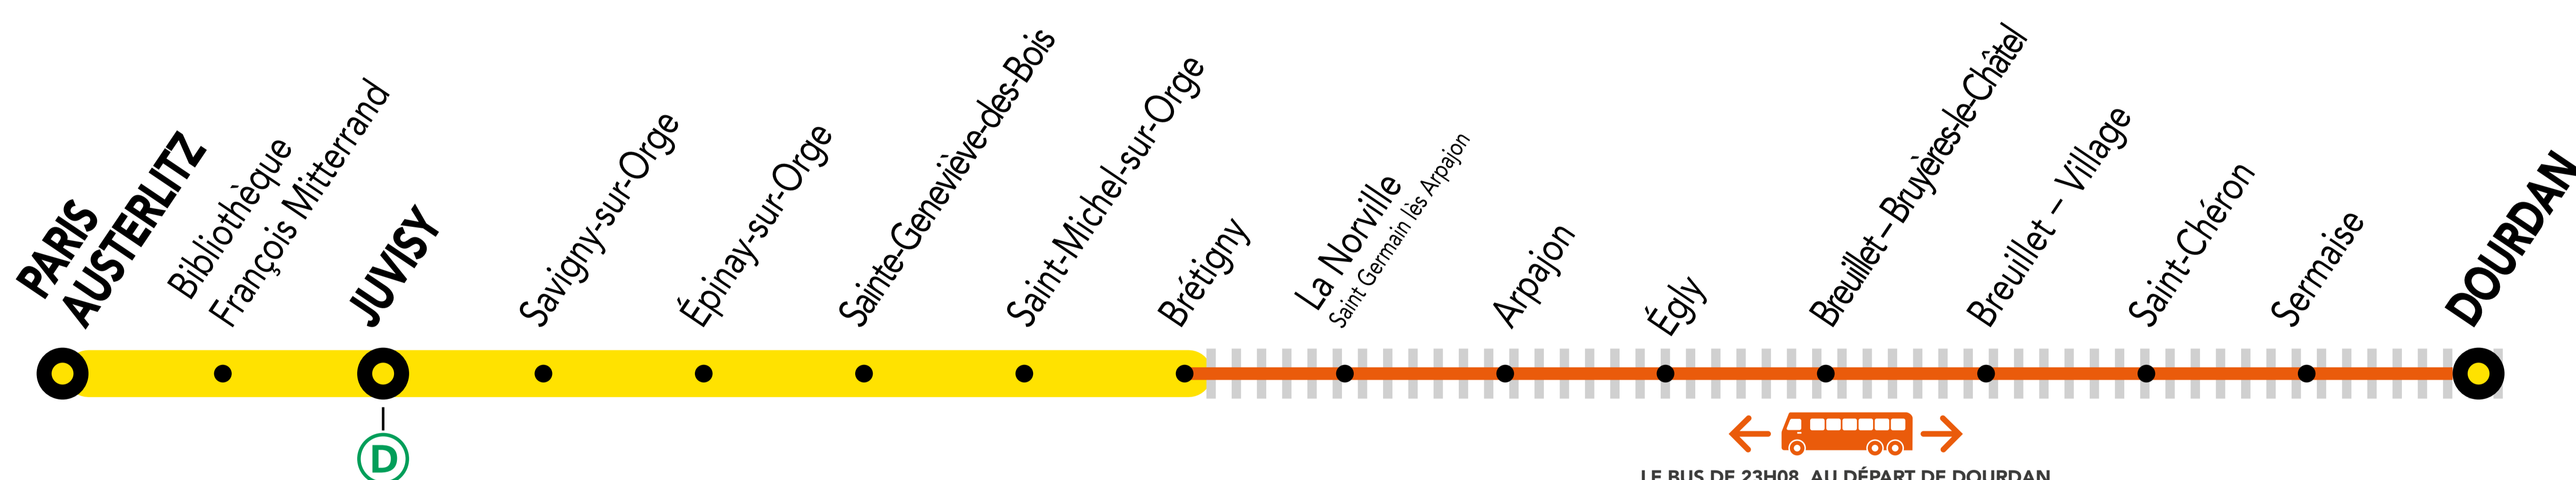 PARIS
AUSTERLITZ
Bibliothèque
François Mitterrand
JUVISY
Savigny-sur-Orge
Épinay-sur-Orge
Sainte-Geneviève-des-Bois
Saint-Michel-sur-Orge
Brétigny
La Norville
Saint Germain lès Arpajon
Arpajon
Égly
Breuillet – Bruyères-le-Châtel
Breuillet – Village
Saint-Chéron
Sermaise
DOURDAN
D
LE BUS DE 23H08 AU DÉPART DE DOURDAN